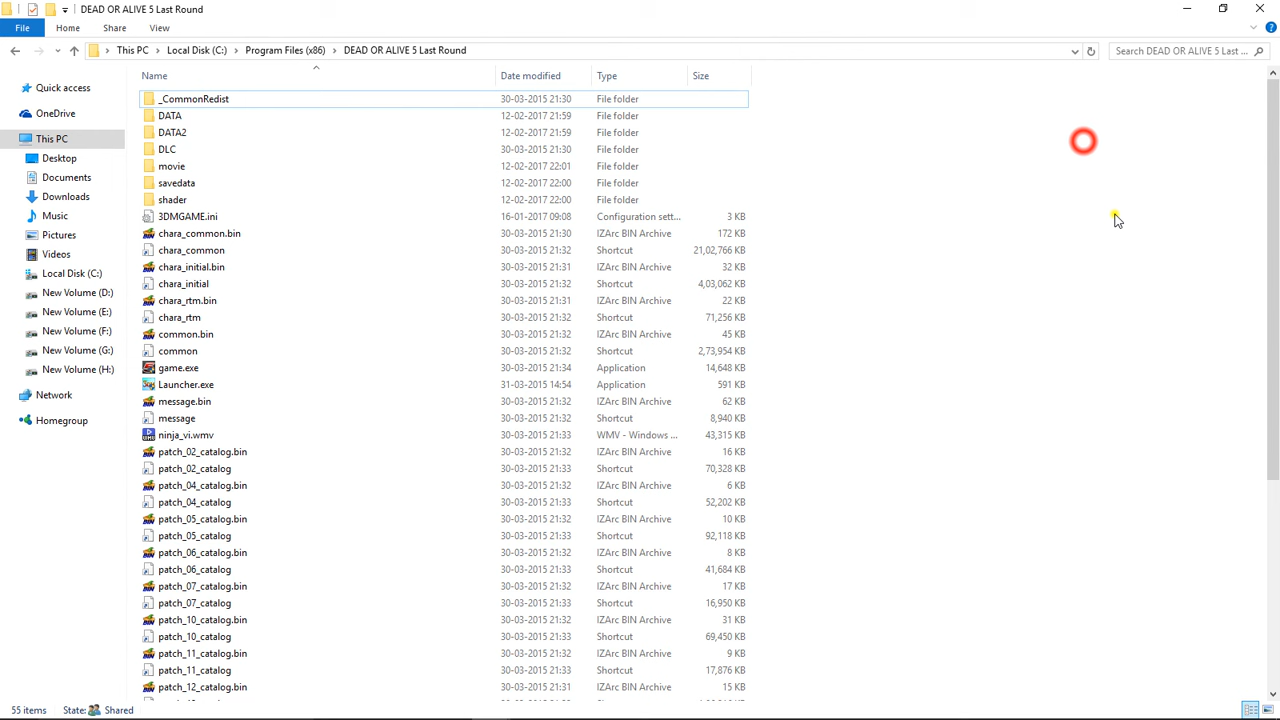 DEAD OR ALIVE 5 Last Round
File Home Share View
This PC Local Disk (C:) Program Files (x86) DEAD OR ALIVE 5 Last Round Search DEAD OR ALIVE 5 Last ...
Name Date modified Type Size
Quick access
OneDrive
This PC
Desktop
Documents
Downloads
Music
Pictures
Videos
Local Disk (C:)
New Volume (D:)
New Volume (E:)
New Volume (F:)
New Volume (G:)
New Volume (H:)
Network
Homegroup
_CommonRedist 30-03-2015 21:30 File folder
DATA 12-02-2017 21:59 File folder
DATA2 12-02-2017 21:59 File folder
DLC 30-03-2015 21:30 File folder
movie 12-02-2017 22:01 File folder
savedata 12-02-2017 22:00 File folder
shader 12-02-2017 22:00 File folder
3DMGAME.ini 16-01-2017 09:08 Configuration sett... 3 KB
chara_common.bin 30-03-2015 21:30 IZArc BIN Archive 172 KB
chara_common 30-03-2015 21:32 Shortcut 21,02,766 KB
chara_initial.bin 30-03-2015 21:31 IZArc BIN Archive 32 KB
chara_initial 30-03-2015 21:32 Shortcut 4,03,062 KB
chara_rtm.bin 30-03-2015 21:31 IZArc BIN Archive 22 KB
chara_rtm 30-03-2015 21:32 Shortcut 71,256 KB
common.bin 30-03-2015 21:32 IZArc BIN Archive 45 KB
common 30-03-2015 21:32 Shortcut 2,73,954 KB
game.exe 30-03-2015 21:34 Application 14,648 KB
Launcher.exe 31-03-2015 14:54 Application 591 KB
message.bin 30-03-2015 21:32 IZArc BIN Archive 62 KB
message 30-03-2015 21:32 Shortcut 8,940 KB
ninja_vi.wmv 30-03-2015 21:33 WMV - Windows ... 43,315 KB
patch_02_catalog.bin 30-03-2015 21:32 IZArc BIN Archive 16 KB
patch_02_catalog 30-03-2015 21:33 Shortcut 70,328 KB
patch_04_catalog.bin 30-03-2015 21:32 IZArc BIN Archive 6 KB
patch_04_catalog 30-03-2015 21:33 Shortcut 52,202 KB
patch_05_catalog.bin 30-03-2015 21:32 IZArc BIN Archive 10 KB
patch_05_catalog 30-03-2015 21:33 Shortcut 92,118 KB
patch_06_catalog.bin 30-03-2015 21:32 IZArc BIN Archive 8 KB
patch_06_catalog 30-03-2015 21:33 Shortcut 41,684 KB
patch_07_catalog.bin 30-03-2015 21:32 IZArc BIN Archive 17 KB
patch_07_catalog 30-03-2015 21:33 Shortcut 16,950 KB
patch_10_catalog.bin 30-03-2015 21:32 IZArc BIN Archive 31 KB
patch_10_catalog 30-03-2015 21:33 Shortcut 69,450 KB
patch_11_catalog.bin 30-03-2015 21:32 IZArc BIN Archive 9 KB
patch_11_catalog 30-03-2015 21:33 Shortcut 17,876 KB
patch_12_catalog.bin 30-03-2015 21:31 IZArc BIN Archive 15 KB
55 items State: Shared